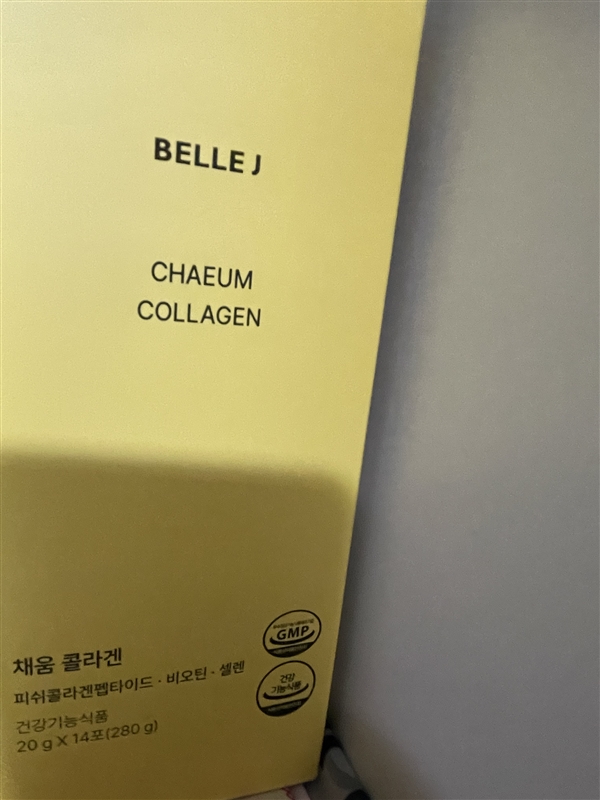 BELLE J
CHAEUM
COLLAGEN
GMP
채움 콜라겐
피쉬콜라겐펩타이드 · 비오틴 · 셀렌
건강
기능식품
건강기능식품
20 g X 14포(280 g)